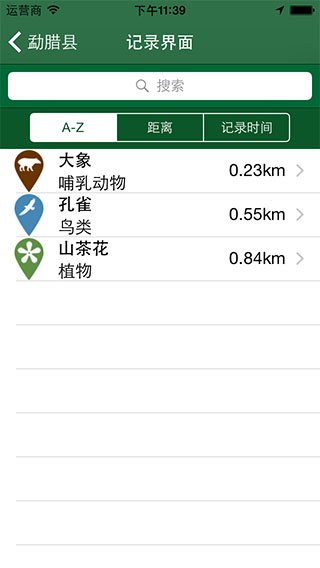 运营商 下午11:39
勐腊县 记录界面
搜索
A-Z 距离 记录时间
大象
哺乳动物
0.23km
孔雀
鸟类
0.55km
山茶花
植物
0.84km